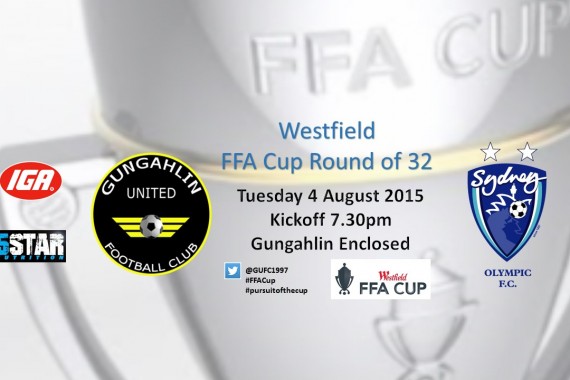 FFA CUP
Westfield
FFA Cup Round of 32
Tuesday 4 August 2015
Kickoff 7.30pm
Gungahlin Enclosed
IGA
5STAR
GUNGAHLIN
UNITED
FOOTBALL CLUB
@GUFC1997
#FFACup
#pursuitofthecup
Westfield
FFA CUP
Sydney
OLYMPIC
F.C.